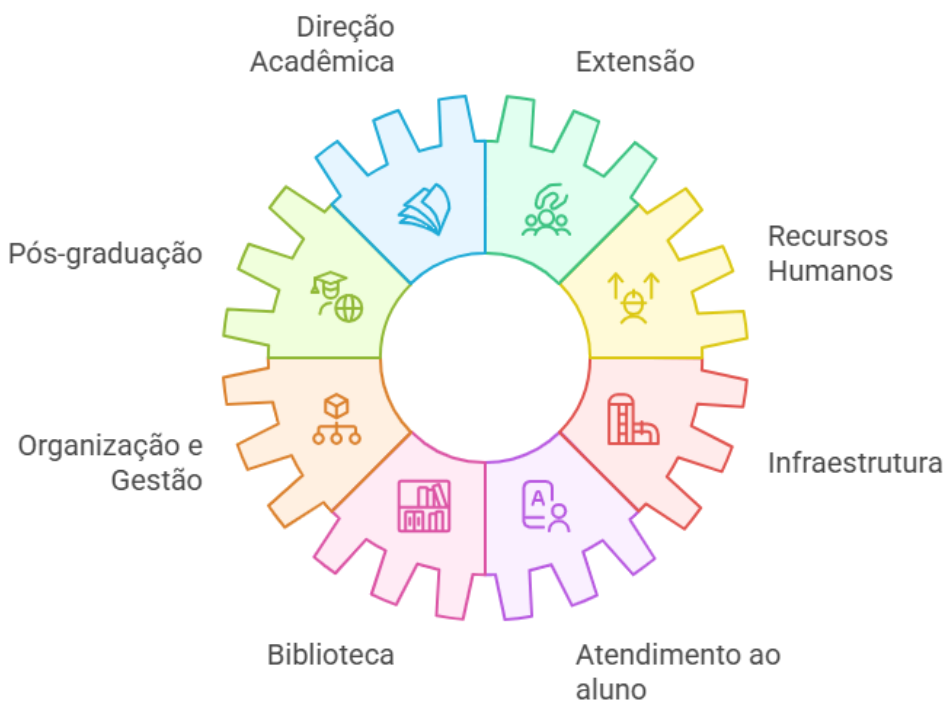 Direção
Acadêmica
Extensão
Pós-graduação
Recursos
Humanos
Organização e
Gestão
Infraestrutura
A
Biblioteca
Atendimento ao
aluno